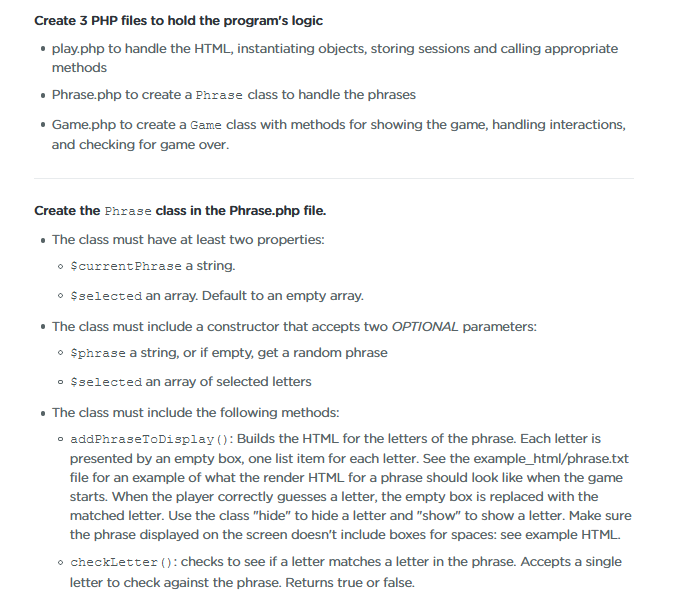 Create 3 PHP files to hold the program's logic
• play.php to handle the HTML, instantiating objects, storing sessions and calling appropriate
methods
• Phrase.php to create a Phrase class to handle the phrases
• Game.php to create a Game class with methods for showing the game, handling interactions,
and checking for game over.
Create the Phrase class in the Phrase.php file.
• The class must have at least two properties:
◦ $currentPhrase a string.
◦ $selected an array. Default to an empty array.
• The class must include a constructor that accepts two OPTIONAL parameters:
◦ $phrase a string, or if empty, get a random phrase
◦ $selected an array of selected letters
• The class must include the following methods:
◦ addPhraseToDisplay(): Builds the HTML for the letters of the phrase. Each letter is
presented by an empty box, one list item for each letter. See the example_html/phrase.txt
file for an example of what the render HTML for a phrase should look like when the game
starts. When the player correctly guesses a letter, the empty box is replaced with the
matched letter. Use the class "hide" to hide a letter and "show" to show a letter. Make sure
the phrase displayed on the screen doesn't include boxes for spaces: see example HTML.
◦ checkLetter(): checks to see if a letter matches a letter in the phrase. Accepts a single
letter to check against the phrase. Returns true or false.